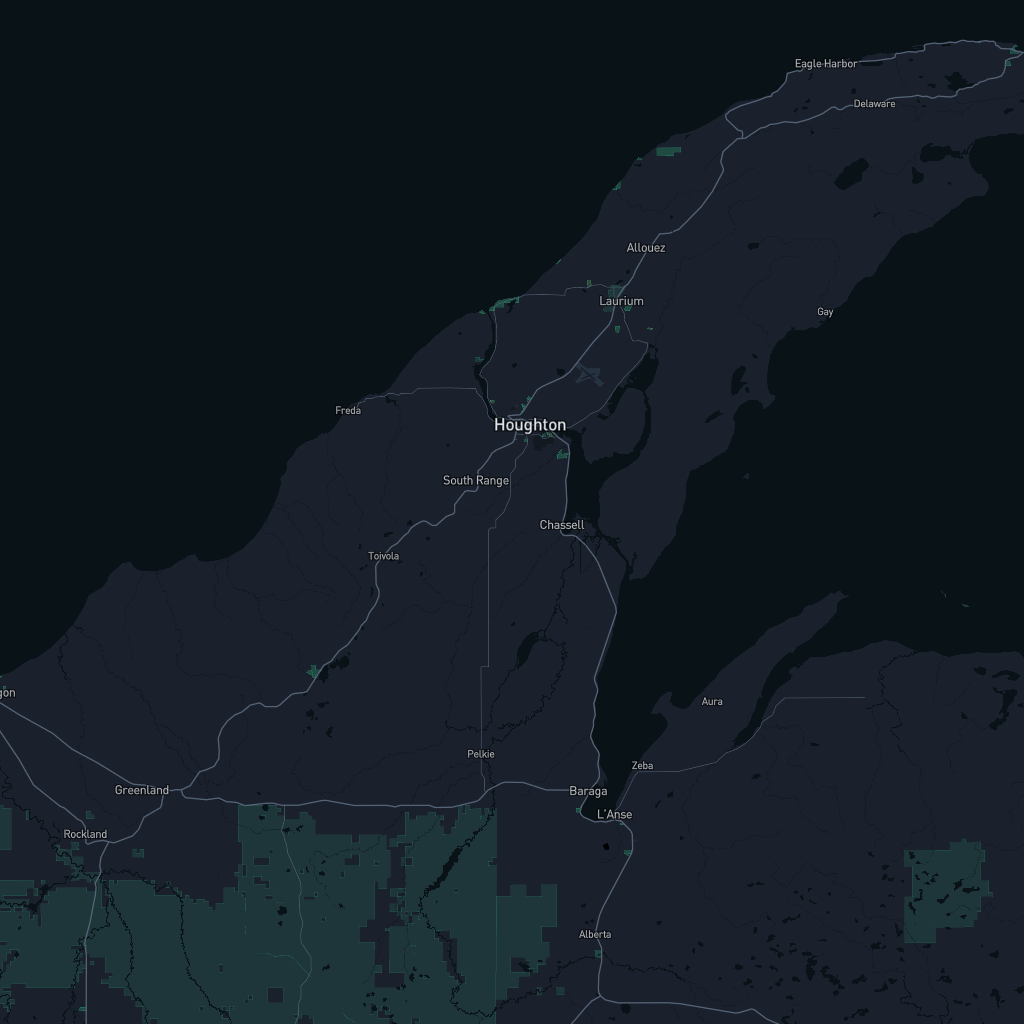 Eagle Harbor
Delaware
Allouez
Laurium
Gay
Freda
Houghton
South Range
Chassell
Toivola
gon
Aura
Pelkie
Zeba
Greenland
Baraga
L'Anse
Rockland
Alberta